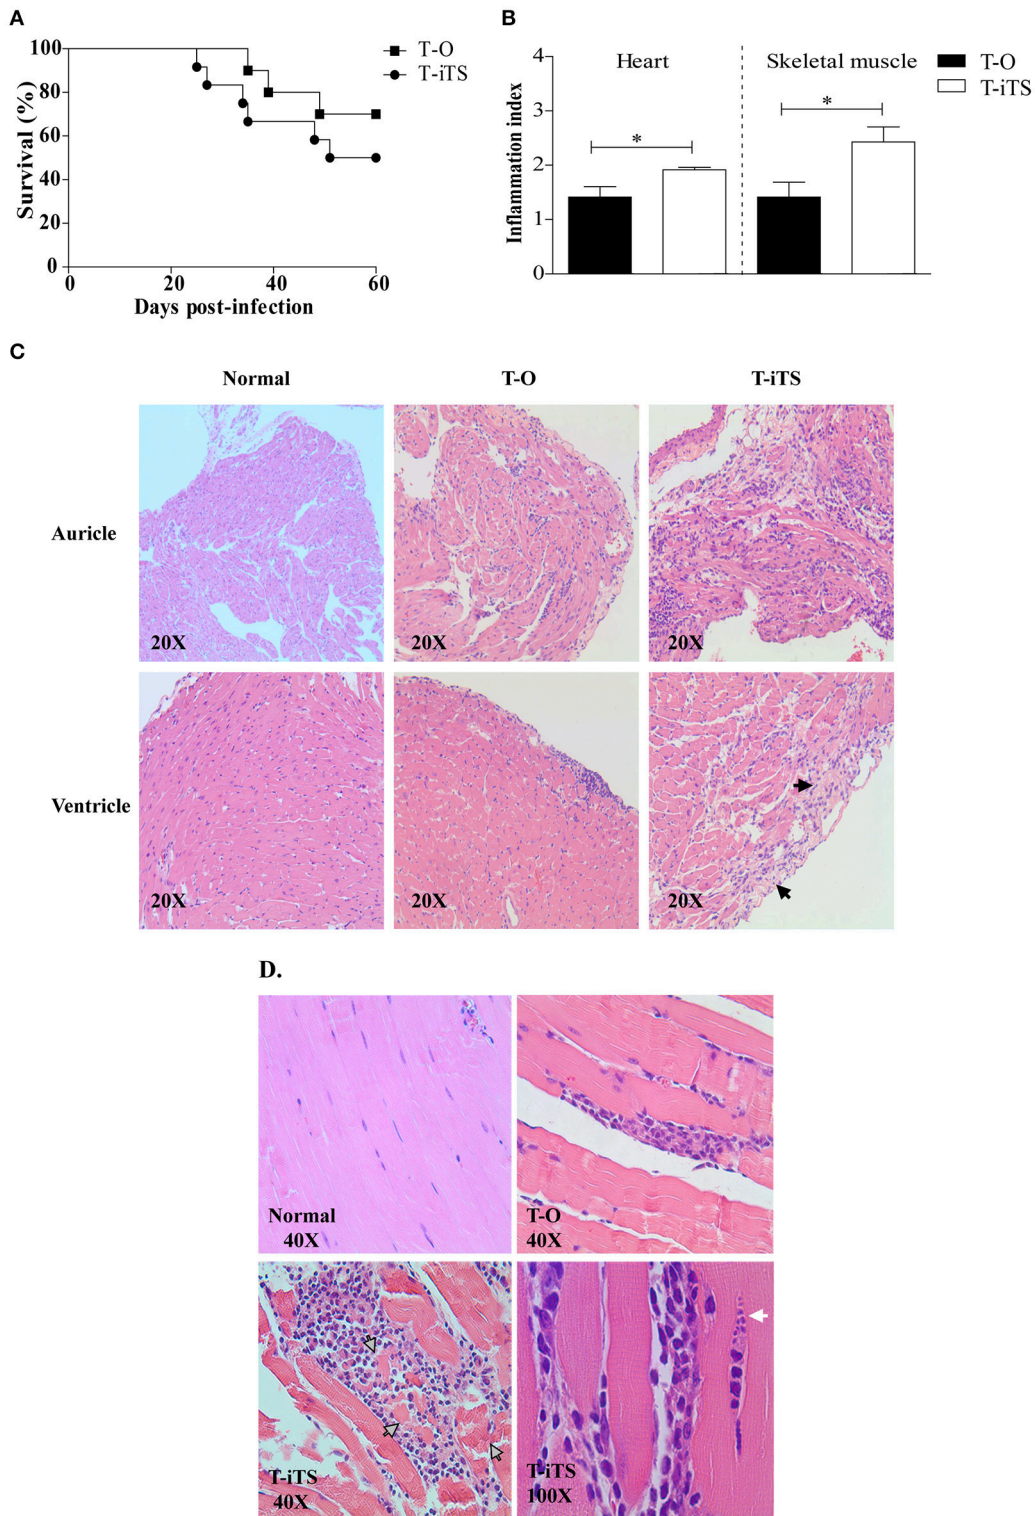 A
100
80
60
40
20
0
Survival (%)
0 20 40 60
Days post-infection
T-O
T-iTS
B
4
3
2
1
0
Inflammation index
Heart
Skeletal muscle
*
*
T-O
T-iTS
C
Normal T-O T-iTS
Auricle
20X 20X 20X
Ventricle
20X 20X 20X
D.
Normal
40X
T-O
40X
T-iTS
40X
T-iTS
100X